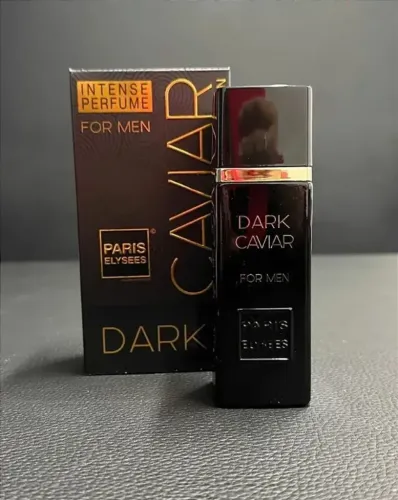 INTENSE
PERFUME
FOR MEN
CAVIAR
PARIS
ELYSEES
®
DARK
DARK
CAVIAR
FOR MEN
PARIS
ELYSEES